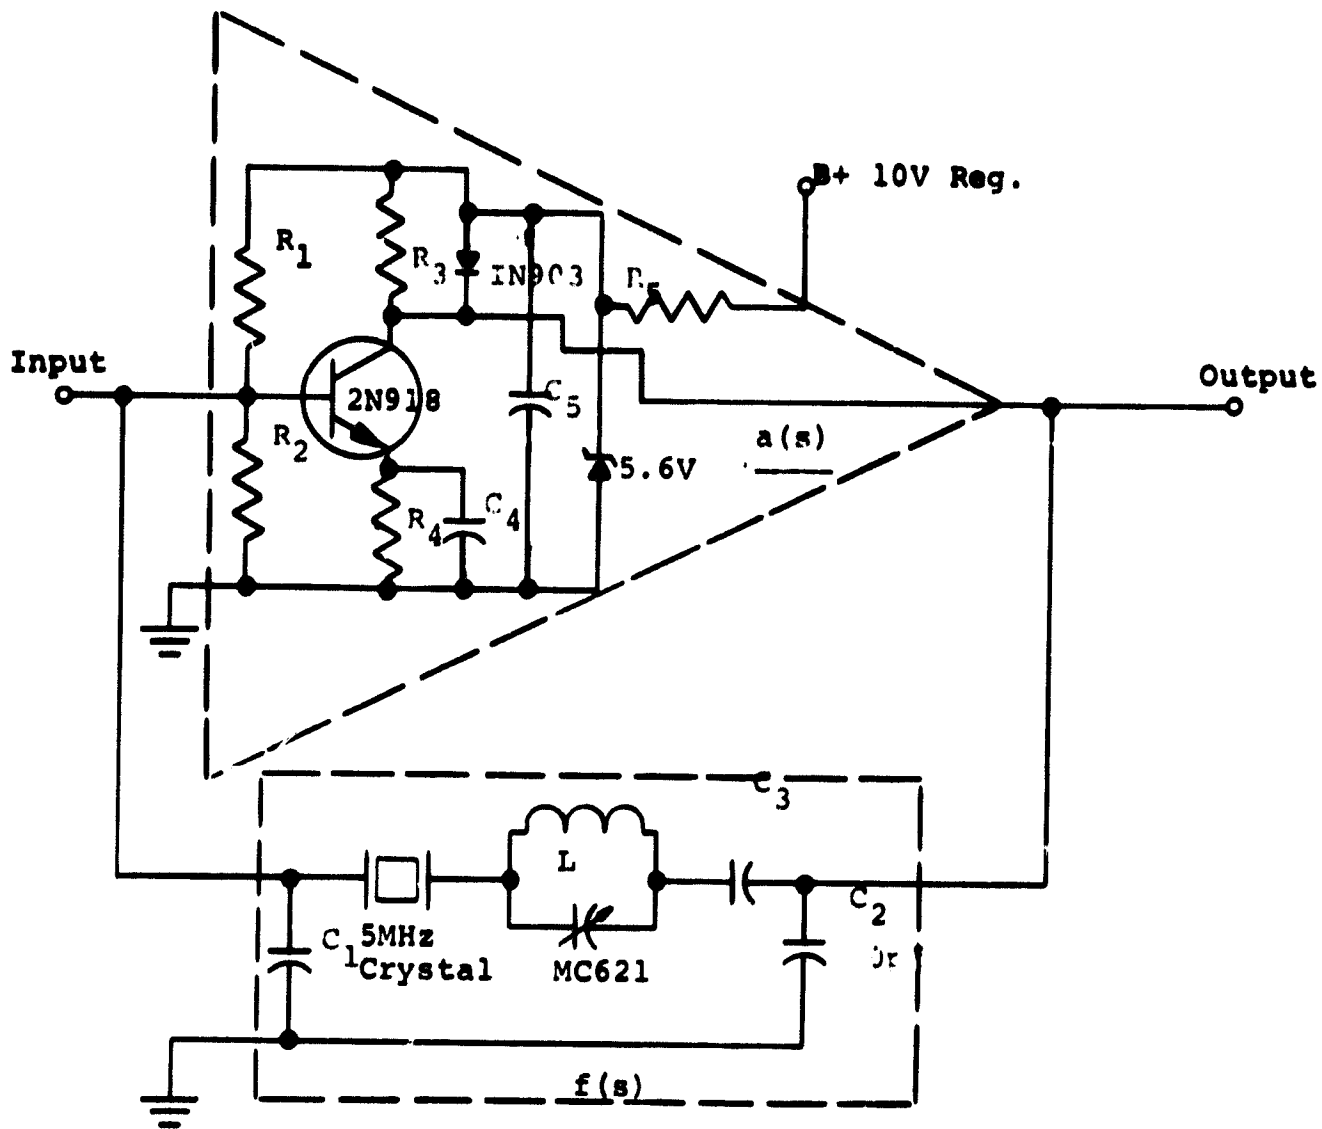 B+ 10V Reg.
R1
R3
IN903
R5
Input
Output
2N918
C5
R2
a(s)
5.6V
R4
C4
C3
L
C2
C1
5MHz
Crystal
MC621
f(s)